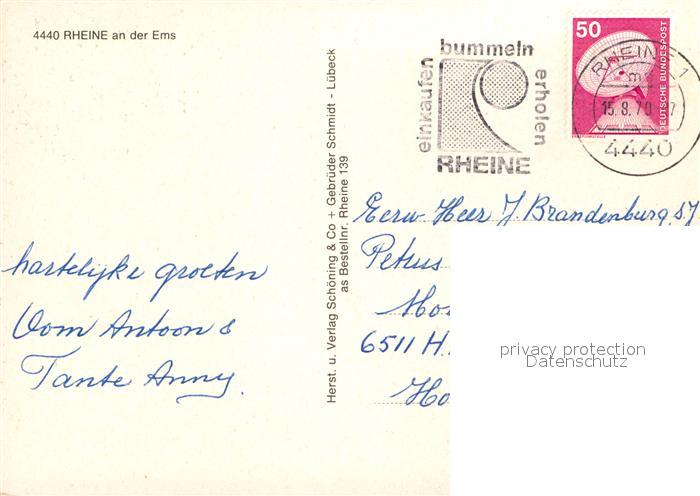 4440 RHEINE an der Ems
einkaufen
bummeln
erholen
RHEINE
50
DEUTSCHE BUNDESPOST
RHEINE 1
15.8.79
4440
Herst. u. Verlag Schöning & Co + Gebrüder Schmidt - Lübeck
as Bestellnr. Rheine 139
hartelijke groeten
Oom Antoon &
Tante Anny.
Eerw Heer J Brandenburg SJ
Petrus
6511 H
privacy protection
Datenschutz